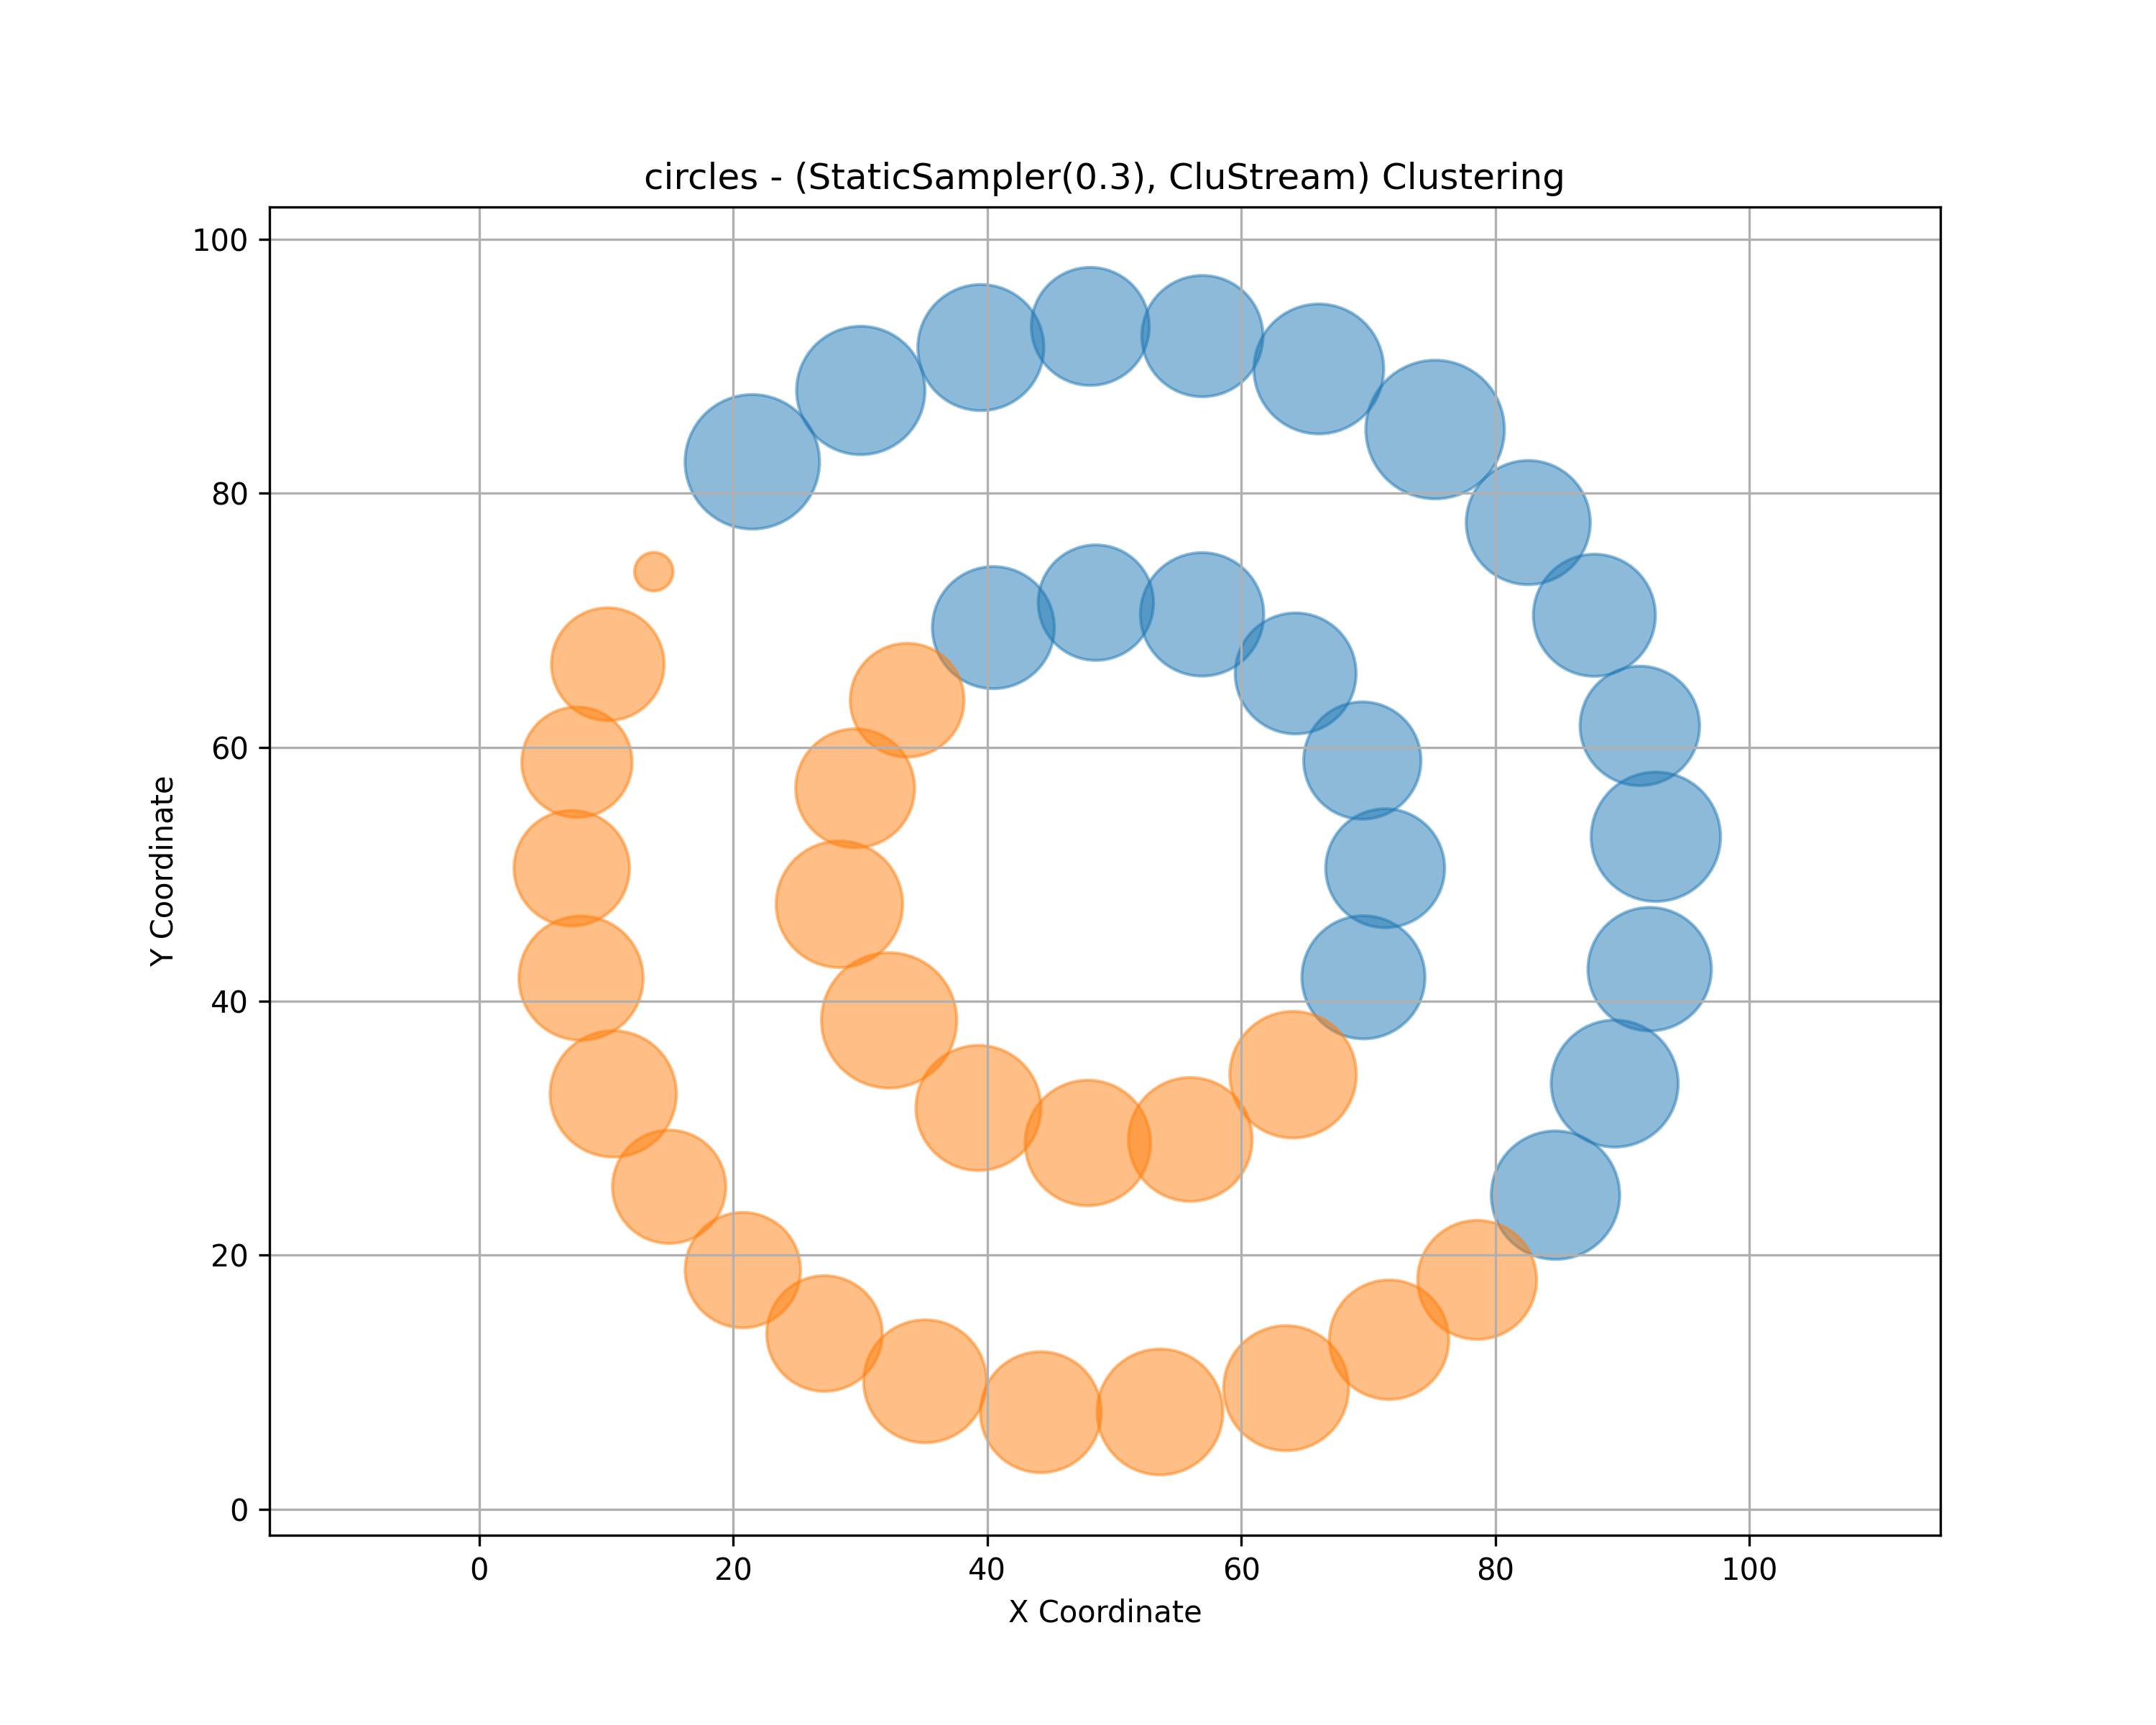 circles - (StaticSampler(0.3), CluStream) Clustering
100
80
60
40
20
0
Y Coordinate
0 20 40 60 80 100
X Coordinate